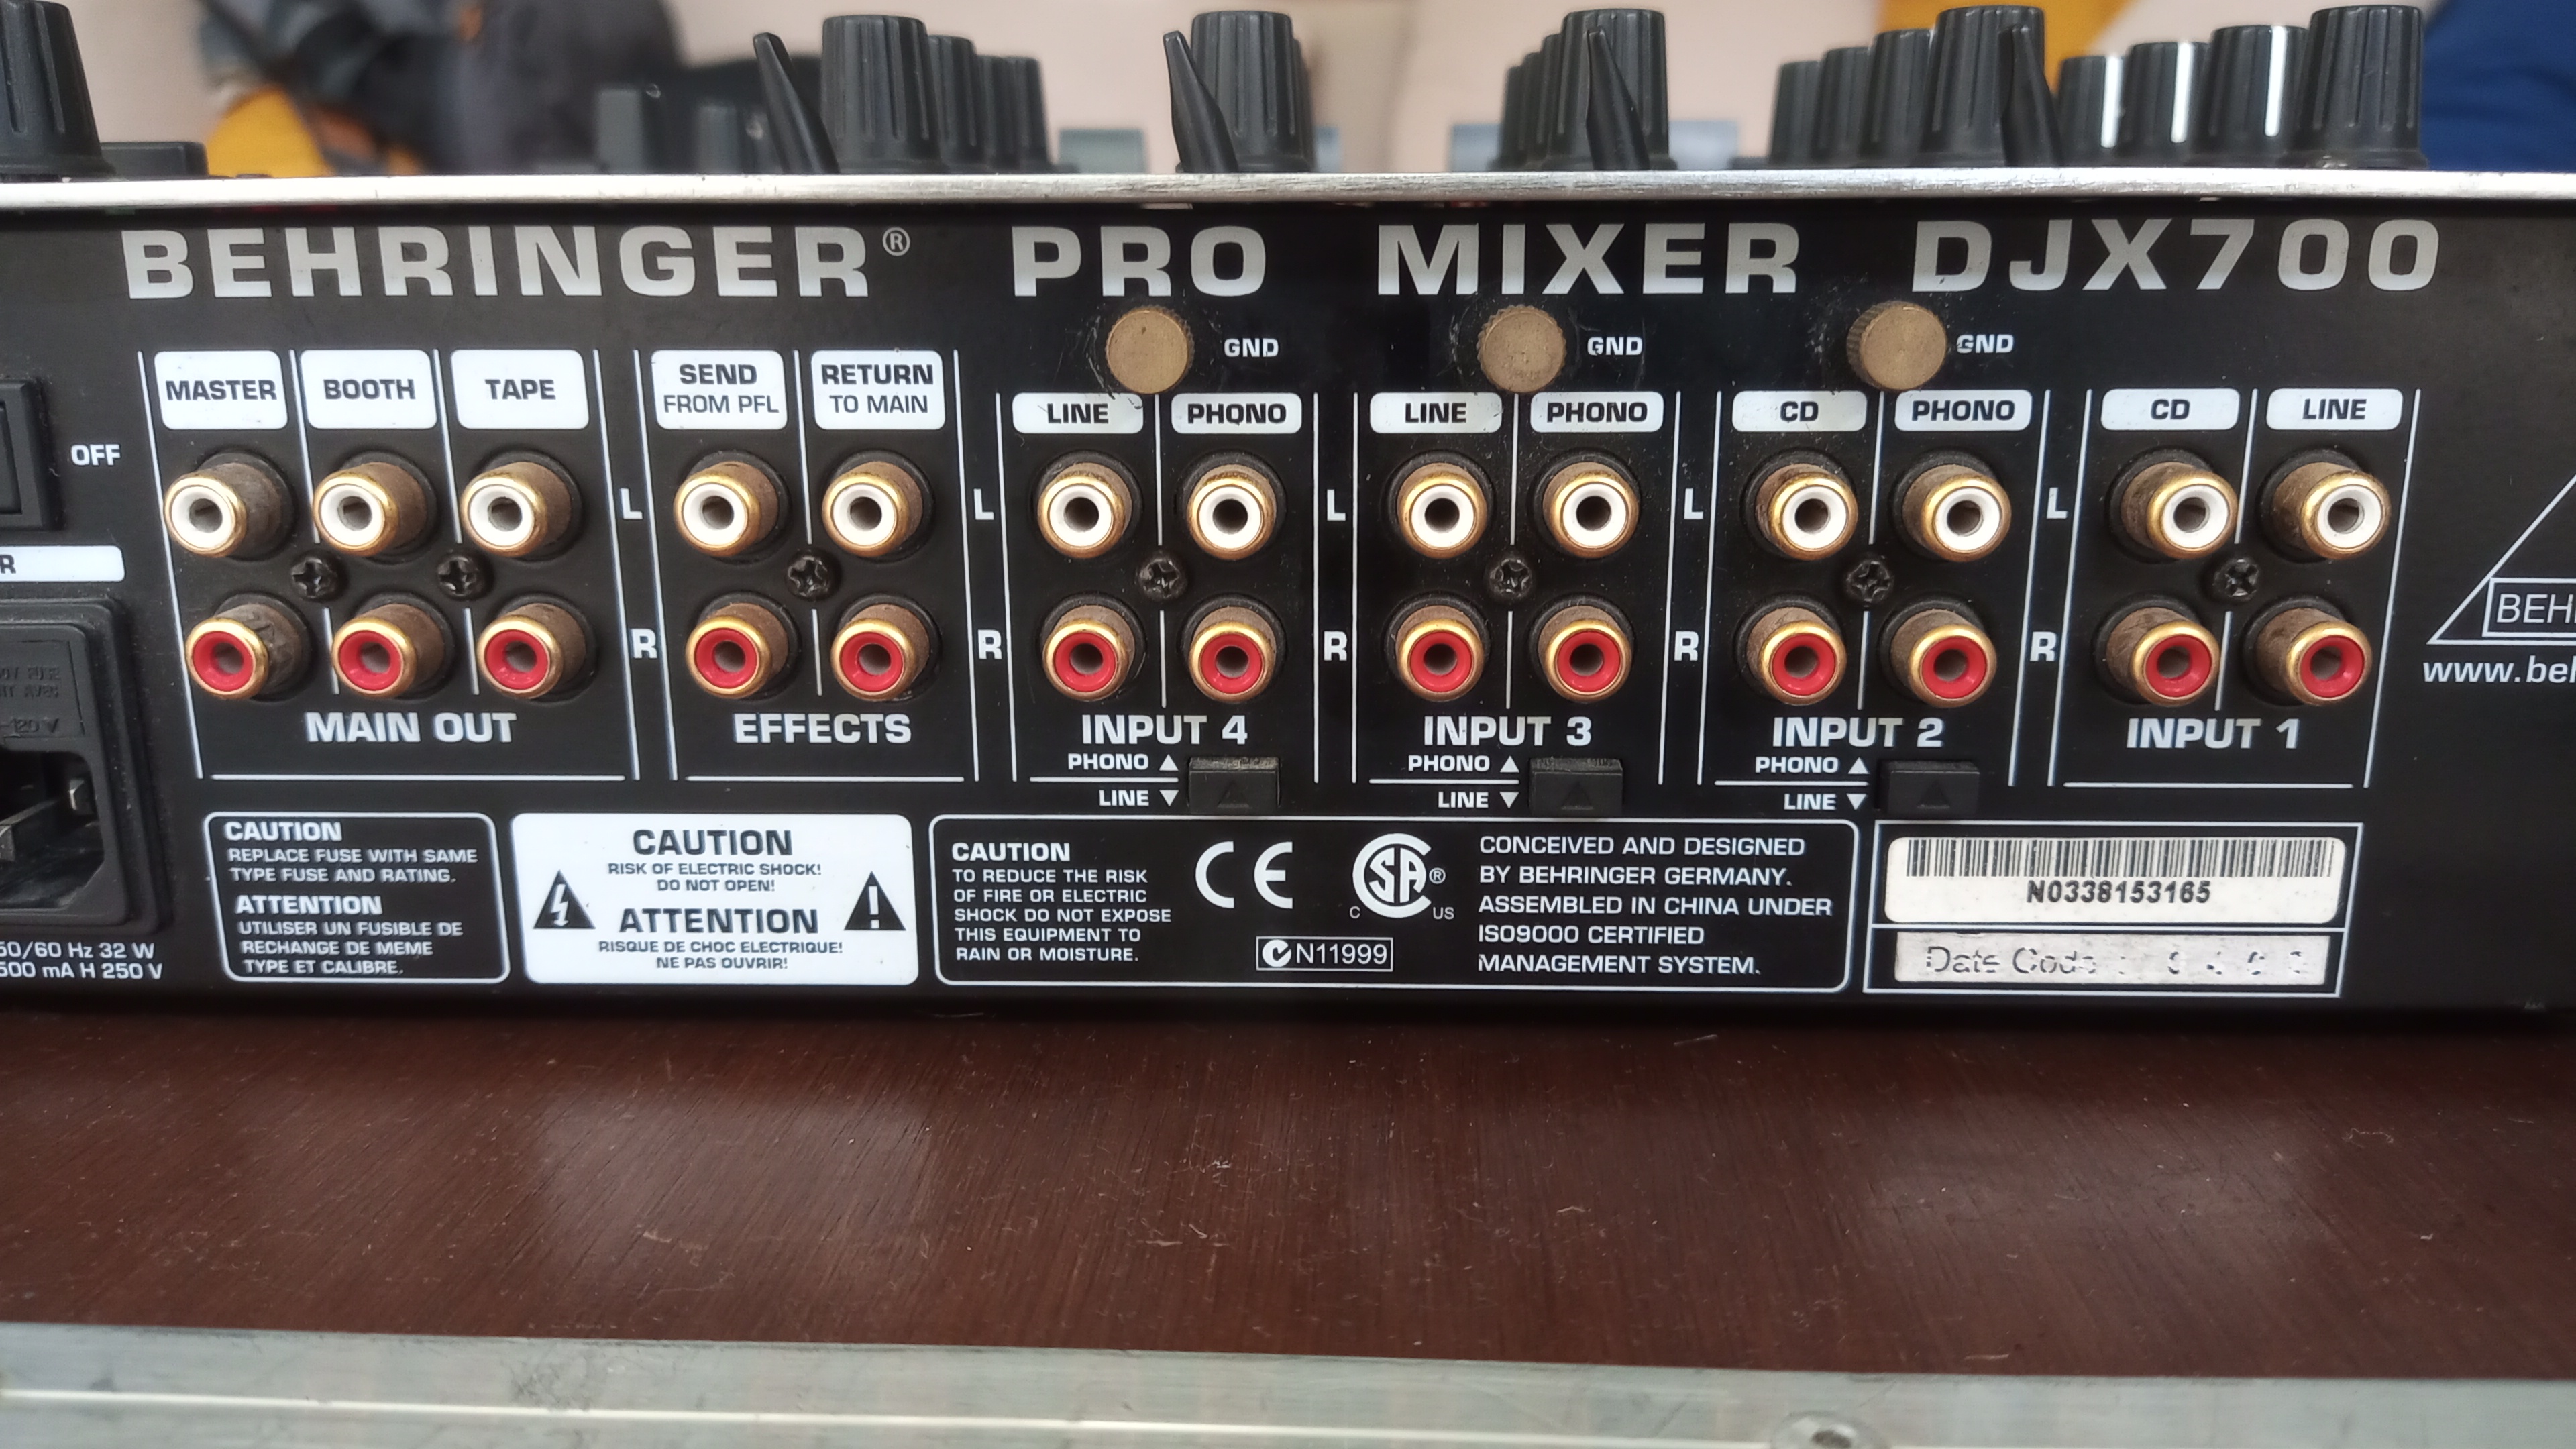 BEHRINGER® PRO MIXER DJX700
GND GND GND
MASTER BOOTH TAPE
SEND FROM PFL
RETURN TO MAIN
LINE PHONO
LINE PHONO
CD PHONO
CD LINE
OFF
L L L L
R
R R R R
MAIN OUT
EFFECTS
INPUT 4
PHONO ▲
LINE ▼
INPUT 3
PHONO ▲
LINE ▼
INPUT 2
PHONO ▲
LINE ▼
INPUT 1
BEH
www.beh
50/60 Hz 32 W
500 mA H 250 V
CAUTION
REPLACE FUSE WITH SAME
TYPE FUSE AND RATING.
ATTENTION
UTILISER UN FUSIBLE DE
RECHANGE DE MEME
TYPE ET CALIBRE.
CAUTION
RISK OF ELECTRIC SHOCK!
DO NOT OPEN!
ATTENTION
RISQUE DE CHOC ELECTRIQUE!
NE PAS OUVRIR!
CAUTION
TO REDUCE THE RISK
OF FIRE OR ELECTRIC
SHOCK DO NOT EXPOSE
THIS EQUIPMENT TO
RAIN OR MOISTURE.
CE
C SA® US
N11999
CONCEIVED AND DESIGNED
BY BEHRINGER GERMANY.
ASSEMBLED IN CHINA UNDER
ISO9000 CERTIFIED
MANAGEMENT SYSTEM.
N0338153165
Date Code